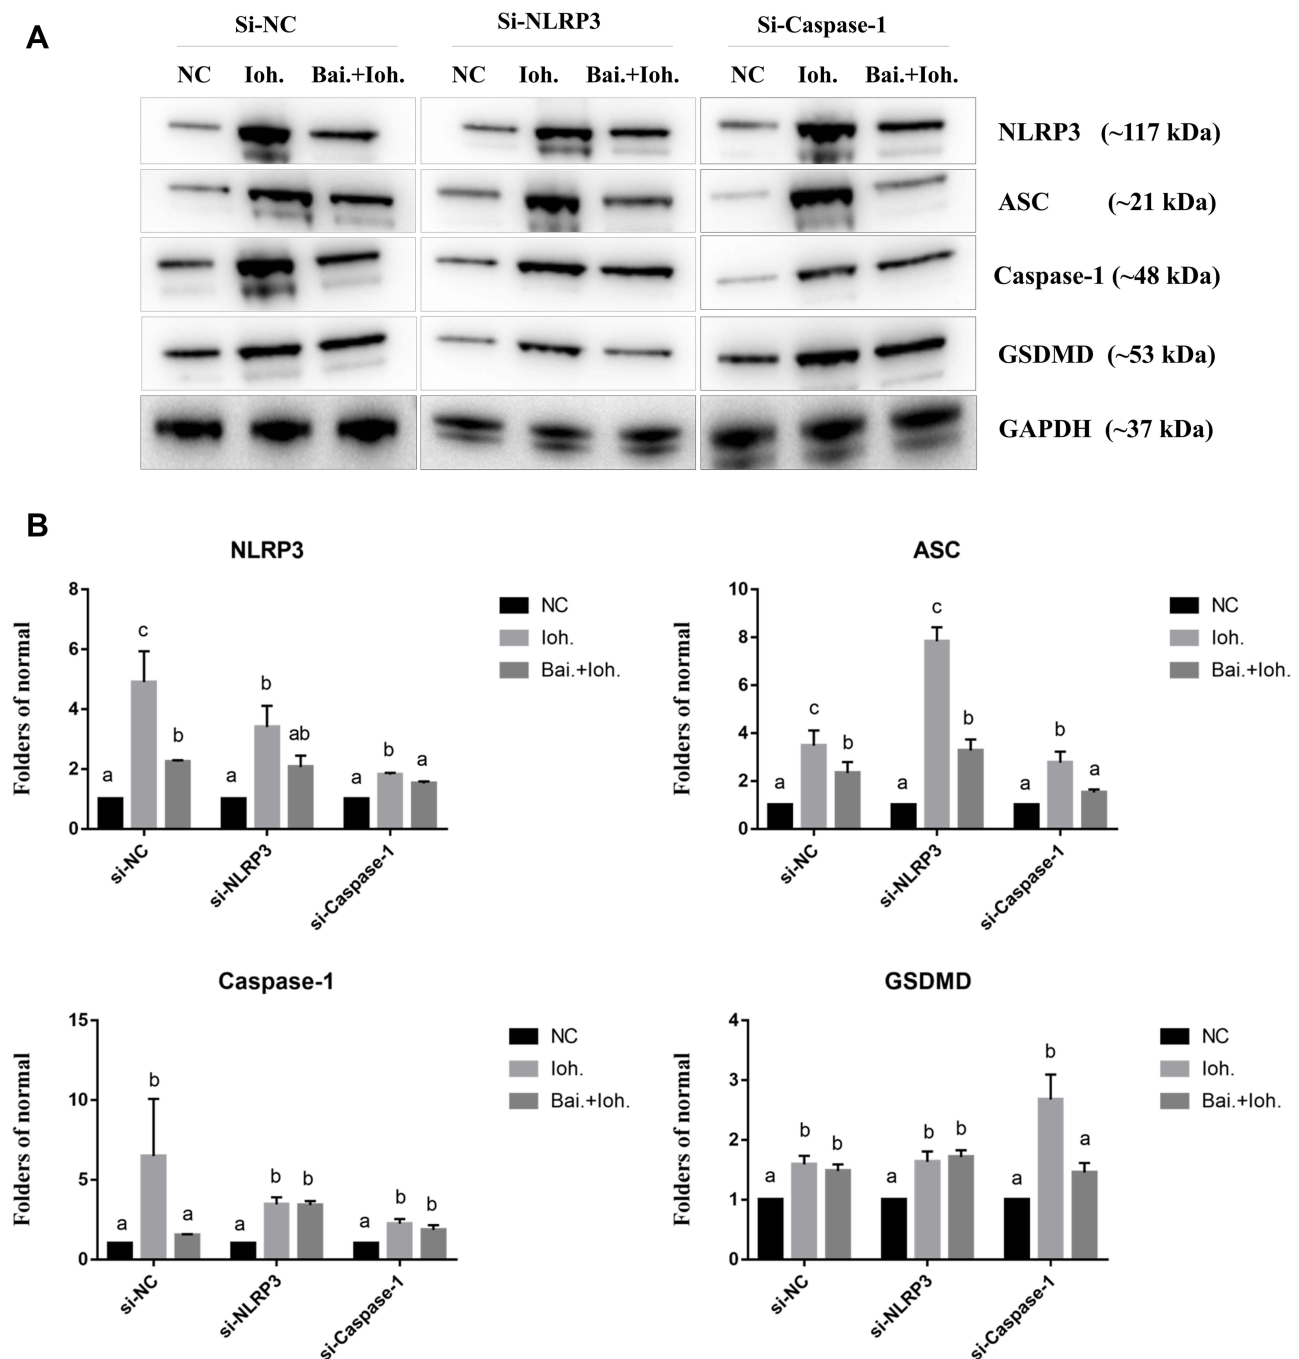 A
Si-NC Si-NLRP3 Si-Caspase-1
NC Ioh. Bai.+Ioh. NC Ioh. Bai.+Ioh. NC Ioh. Bai.+Ioh.
NLRP3 (~117 kDa)
ASC (~21 kDa)
Caspase-1 (~48 kDa)
GSDMD (~53 kDa)
GAPDH (~37 kDa)
B
NLRP3
Folders of normal
8
6
4
2
0
a c b
a b ab
a b a
si-NC
si-NLRP3
si-Caspase-1
NC
Ioh.
Bai.+Ioh.
ASC
Folders of normal
10
8
6
4
2
0
a c b
a c b
a b a
si-NC
si-NLRP3
si-Caspase-1
NC
Ioh.
Bai.+Ioh.
Caspase-1
Folders of normal
15
10
5
0
a b a
a b b
a b b
si-NC
si-NLRP3
si-Caspase-1
NC
Ioh.
Bai.+Ioh.
GSDMD
Folders of normal
4
3
2
1
0
a b b
a b b
a b a
si-NC
si-NLRP3
si-Caspase-1
NC
Ioh.
Bai.+Ioh.